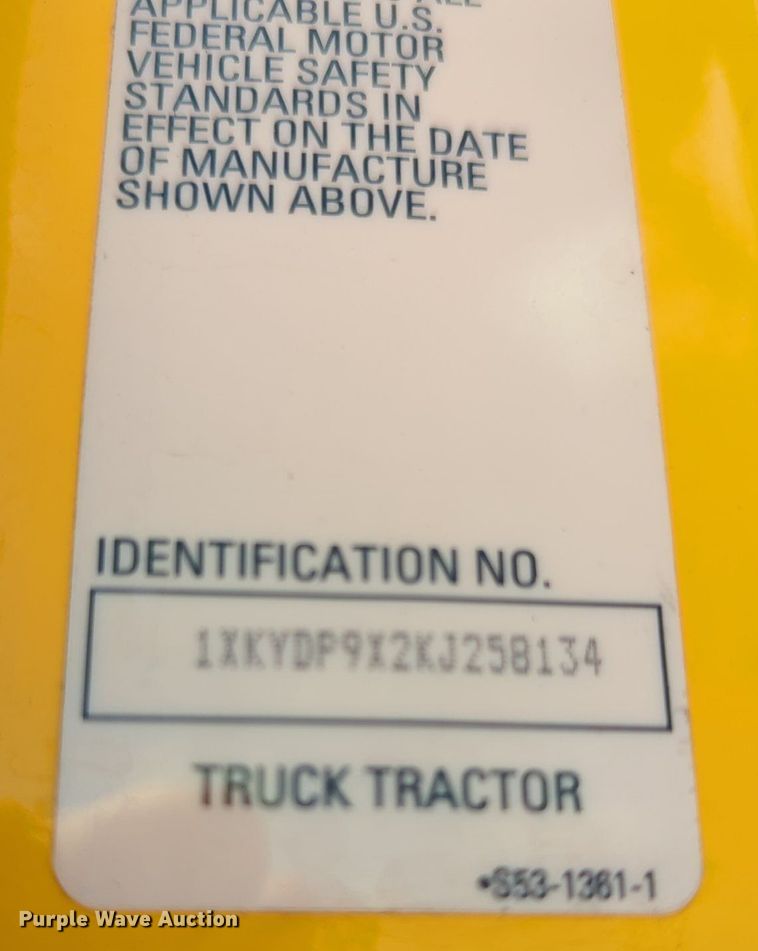 APPLICABLE U.S.
FEDERAL MOTOR
VEHICLE SAFETY
STANDARDS IN
EFFECT ON THE DATE
OF MANUFACTURE
SHOWN ABOVE.
IDENTIFICATION NO.
1XKYDP9X2KJ258134
TRUCK TRACTOR
•S53-1361-1
Purple Wave Auction